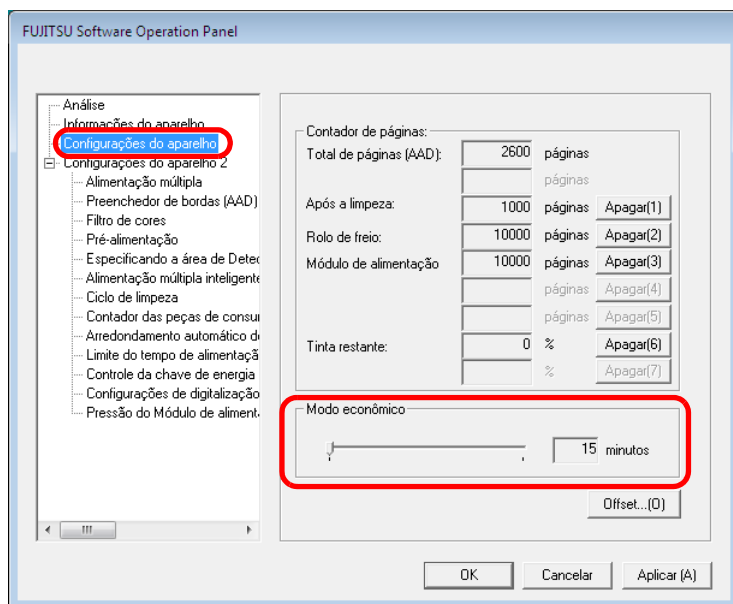 FUJITSU Software Operation Panel
Análise
Informações do aparelho
Configurações do aparelho
Configurações do aparelho 2
Alimentação múltipla
Preenchedor de bordas (AAD)
Filtro de cores
Pré-alimentação
Especificando a área de Detec
Alimentação múltipla inteligente
Ciclo de limpeza
Contador das peças de consu
Arredondamento automático d
Limite do tempo de alimentaçã
Controle da chave de energia
Configurações de digitalização
Pressão do Módulo de aliment
Contador de páginas:
Total de páginas (AAD): 2600 páginas
páginas
Após a limpeza: 1000 páginas Apagar(1)
Rolo de freio: 10000 páginas Apagar(2)
Módulo de alimentação 10000 páginas Apagar(3)
páginas Apagar(4)
páginas Apagar(5)
Tinta restante: 0 % Apagar(6)
% Apagar(7)
Modo econômico
15 minutos
Offset...(O)
OK Cancelar Aplicar (A)